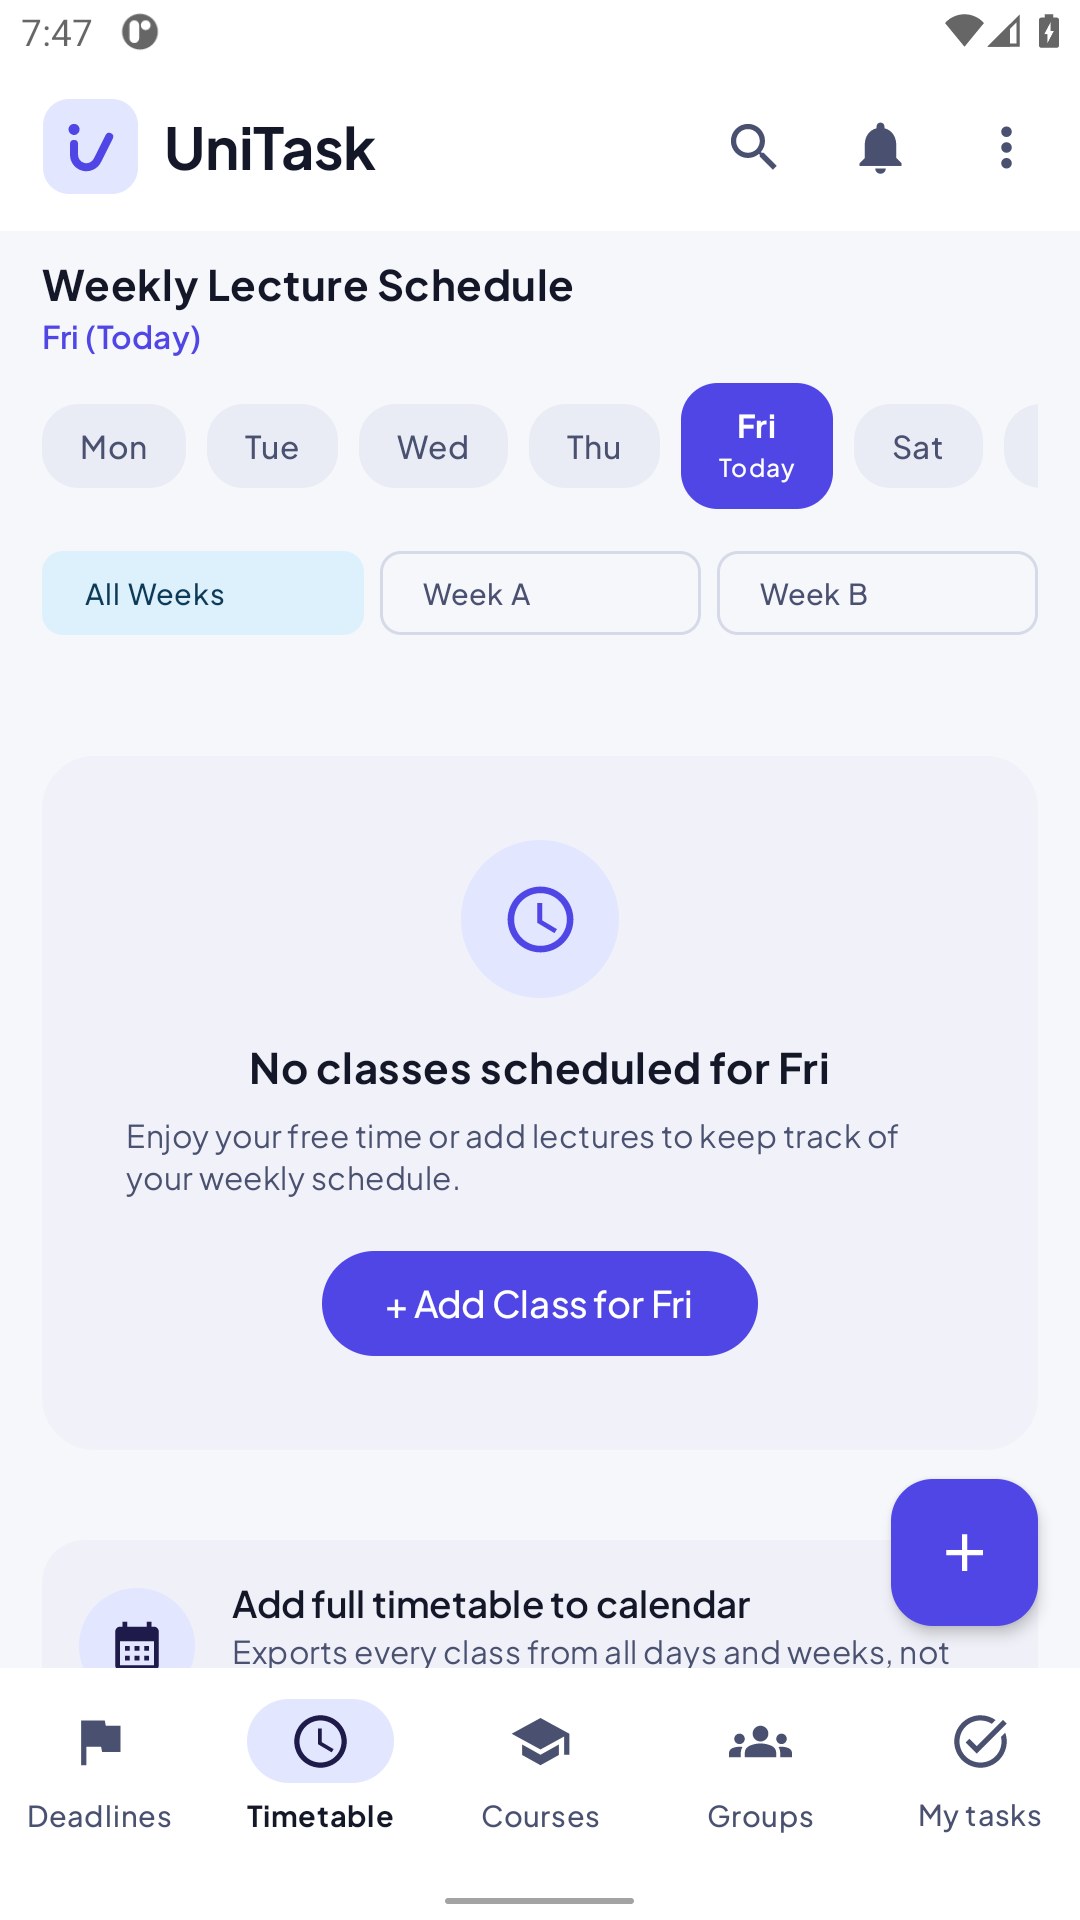 7:47
UniTask
Weekly Lecture Schedule
Fri (Today)
Mon
Tue
Wed
Thu
Fri
Today
Sat
All Weeks
Week A
Week B
No classes scheduled for Fri
Enjoy your free time or add lectures to keep track of
your weekly schedule.
+ Add Class for Fri
+
Add full timetable to calendar
Exports every class from all days and weeks, not
Deadlines
Timetable
Courses
Groups
My tasks